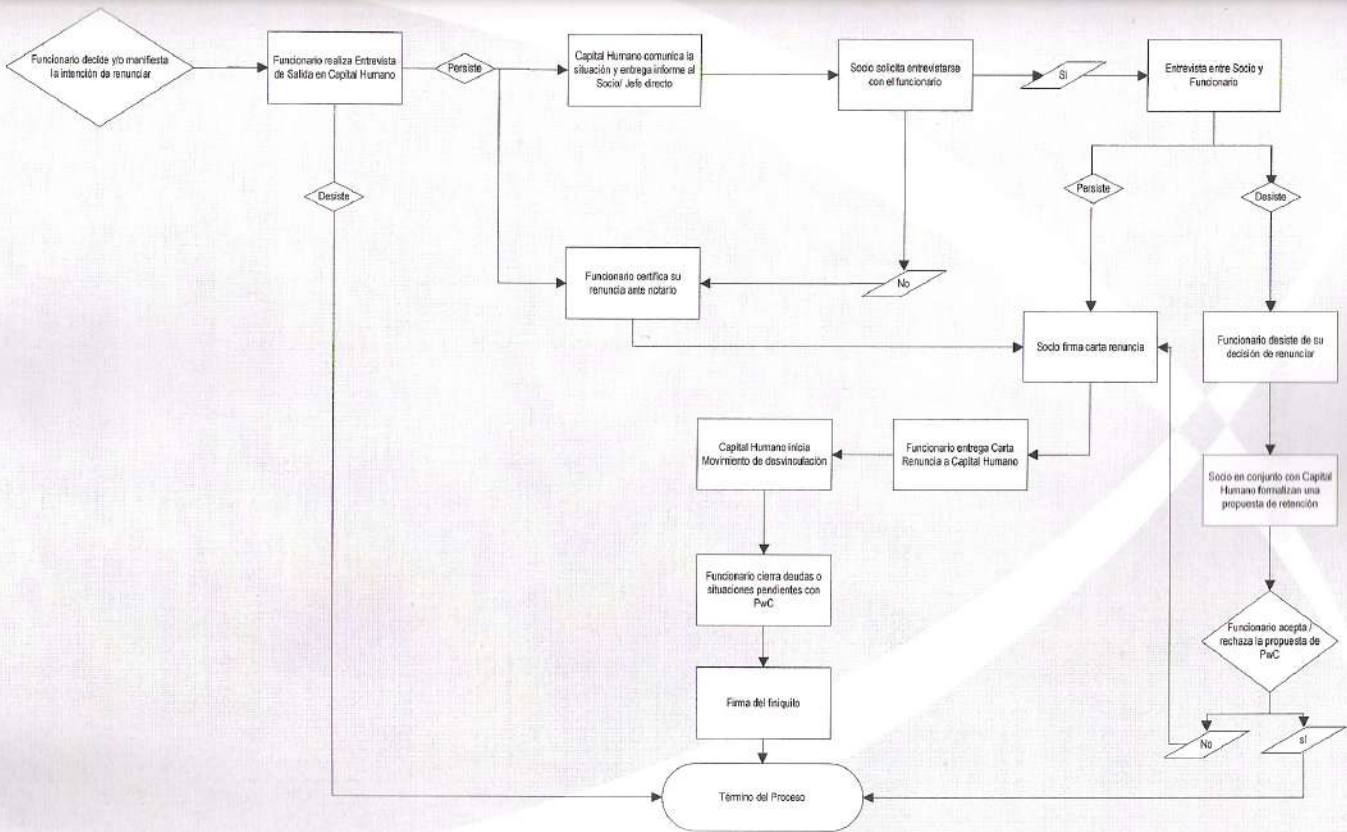 Funcionario decide y/o manifiesta
la intención de renunciar
Funcionario realiza Entrevista
de Salida en Capital Humano
Persiste
Capital Humano comunica la
situación y entrega informe al
Socio/ Jefe directo
Socio solicita entrevistarse
con el funcionario
Si
Entrevista entre Socio y
Funcionario
Desiste
Persiste
Desiste
Funcionario certifica su
renuncia ante notario
No
Socio firma carta renuncia
Funcionario desiste de su
decisión de renunciar
Capital Humano inicia
Movimiento de desvinculación
Funcionario entrega Carta
Renuncia a Capital Humano
Socio en conjunto con Capital
Humano formalizan una
propuesta de retención
Funcionario cierra deudas o
situaciones pendientes con
PwC
Funcionario acepta /
rechaza la propuesta de
PwC
Firma del finiquito
No
sí
Término del Proceso